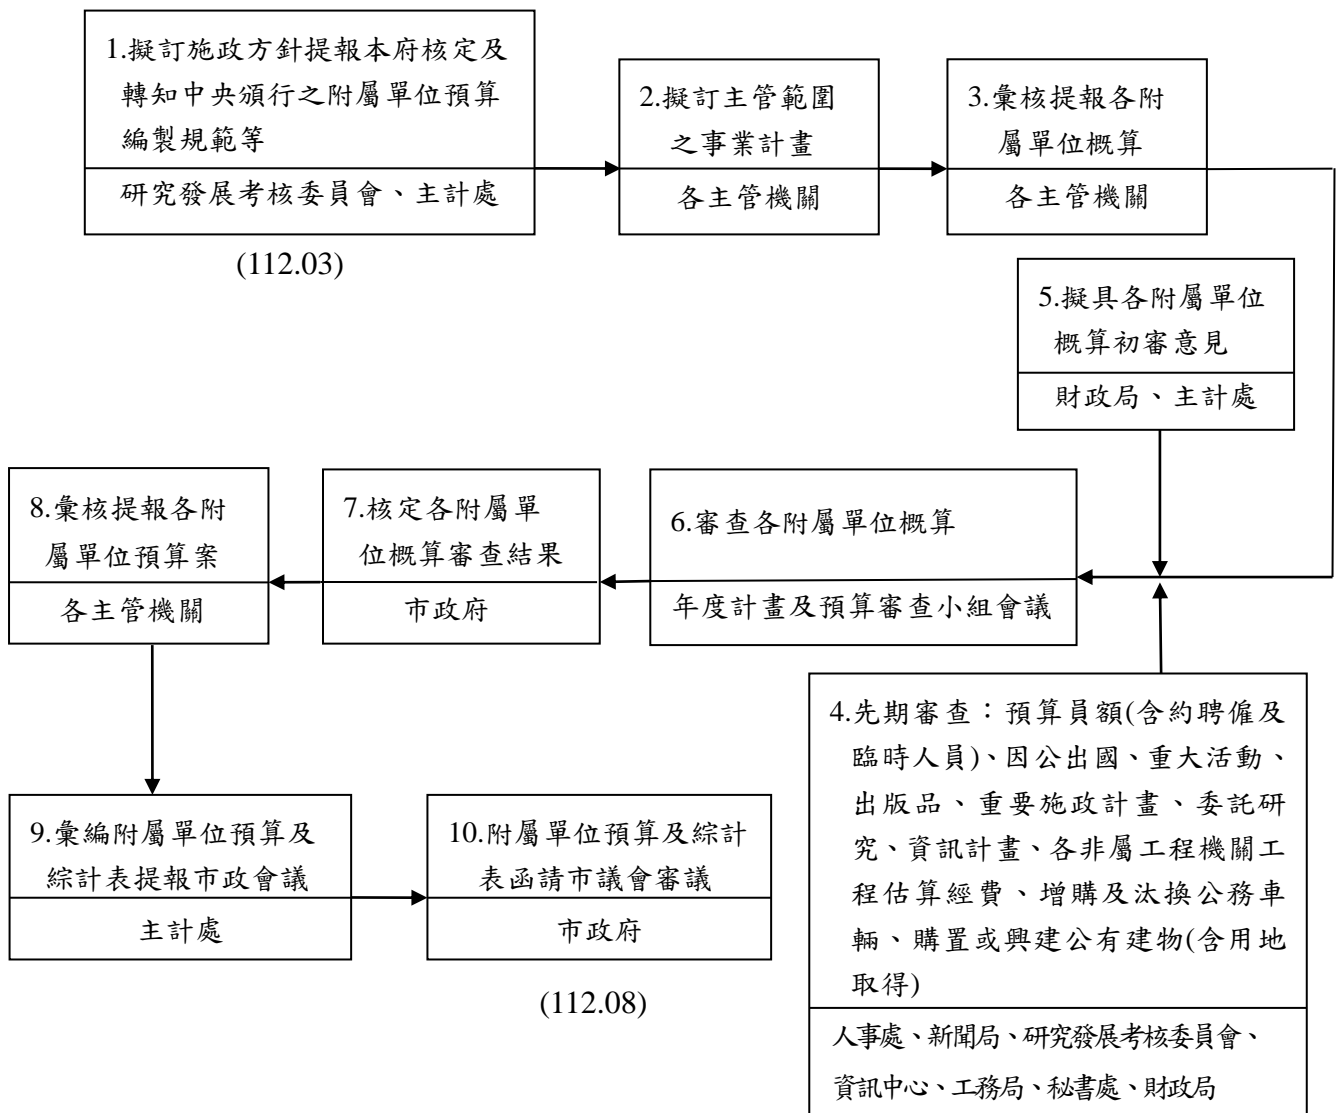 1.擬訂施政方針提報本府核定及
轉知中央頒行之附屬單位預算
編製規範等
研究發展考核委員會、主計處
(112.03)
2.擬訂主管範圍
之事業計畫
各主管機關
3.彙核提報各附
屬單位概算
各主管機關
5.擬具各附屬單位
概算初審意見
財政局、主計處
8.彙核提報各附
屬單位預算案
各主管機關
7.核定各附屬單
位概算審查結果
市政府
6.審查各附屬單位概算
年度計畫及預算審查小組會議
4.先期審查：預算員額(含約聘僱及
臨時人員)、因公出國、重大活動、
出版品、重要施政計畫、委託研
究、資訊計畫、各非屬工程機關工
程估算經費、增購及汰換公務車
輛、購置或興建公有建物(含用地
取得)
人事處、新聞局、研究發展考核委員會、
資訊中心、工務局、秘書處、財政局
9.彙編附屬單位預算及
綜計表提報市政會議
主計處
10.附屬單位預算及綜計
表函請市議會審議
市政府
(112.08)